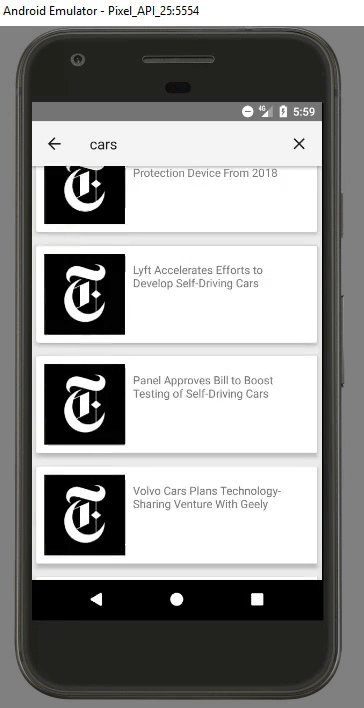 Android Emulator - Pixel_API_25:5554
4G 5:59
cars
Protection Device From 2018
Lyft Accelerates Efforts to
Develop Self-Driving Cars
Panel Approves Bill to Boost
Testing of Self-Driving Cars
Volvo Cars Plans Technology-
Sharing Venture With Geely